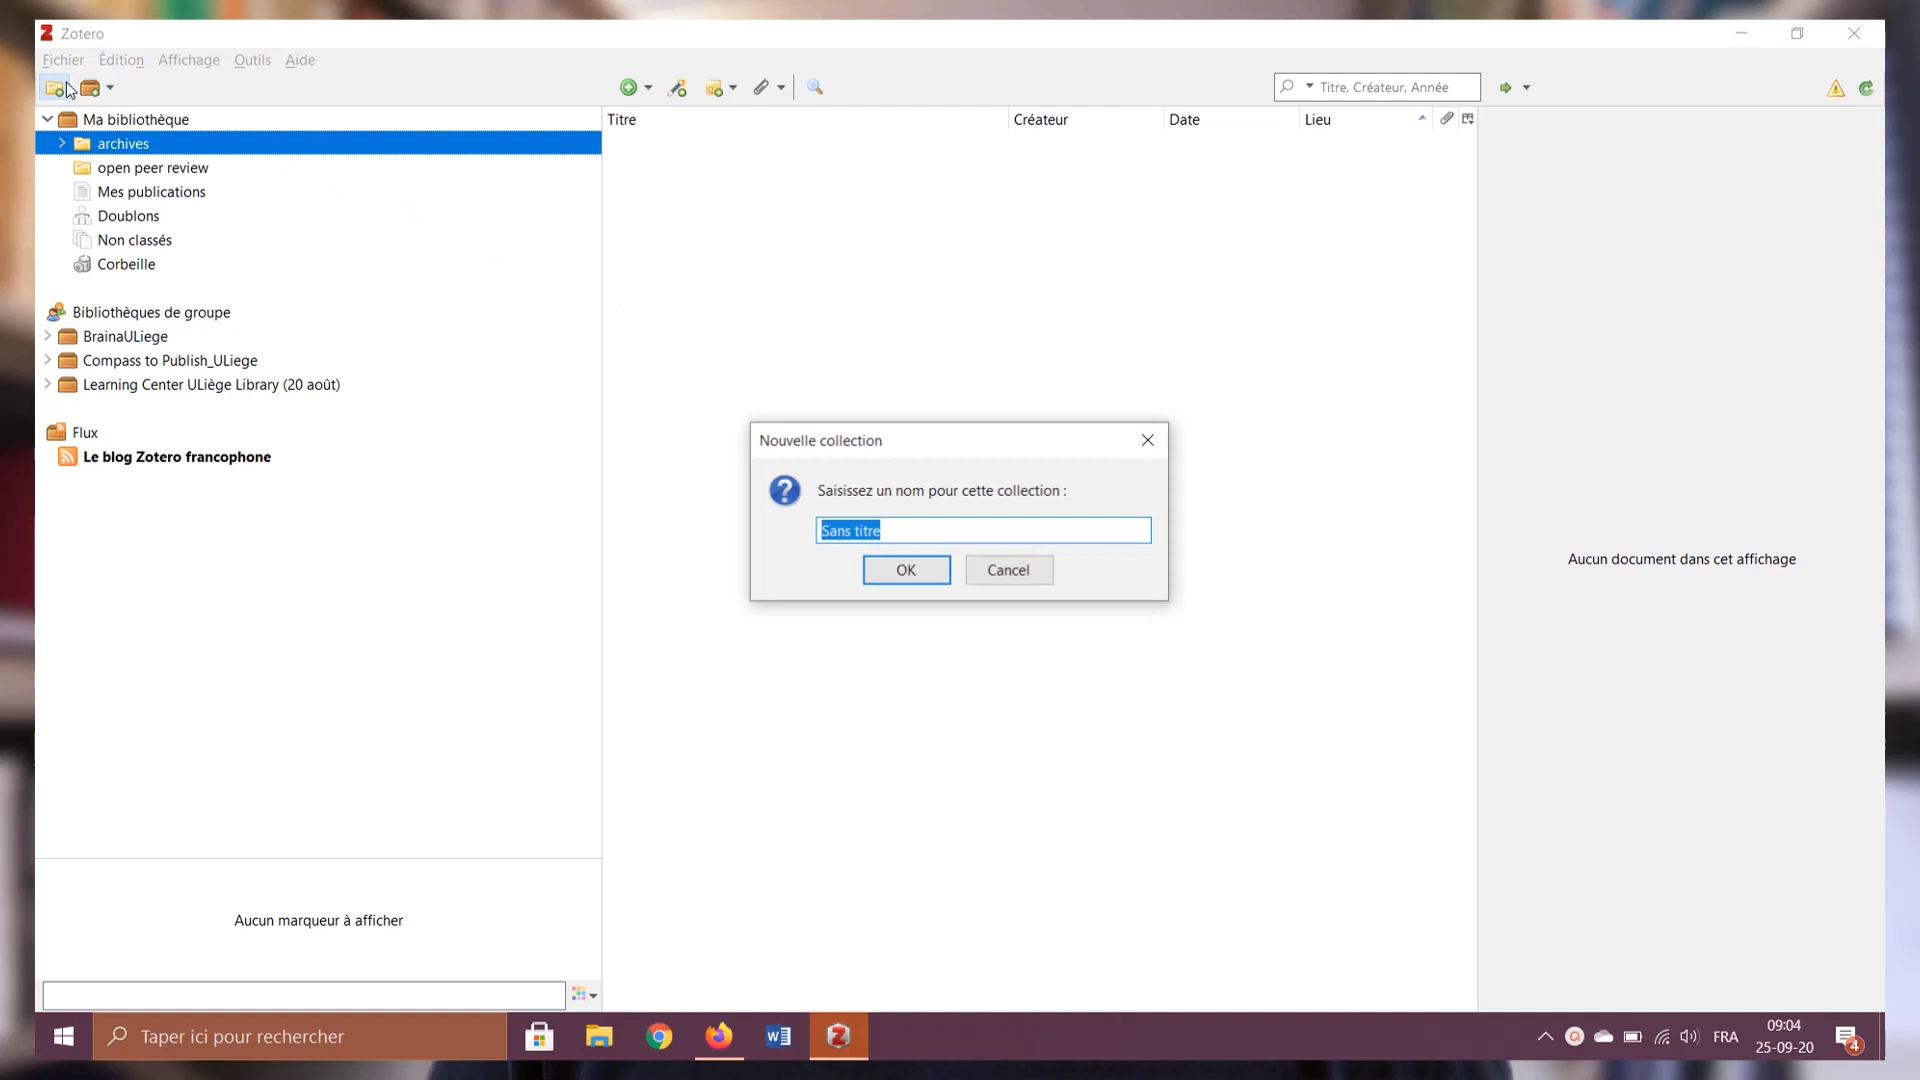 Zotero
Fichier Édition Affichage Outils Aide
Titre, Créateur, Année
Ma bibliothèque
archives
open peer review
Mes publications
Doublons
Non classés
Corbeille
Bibliothèques de groupe
BrainaULiege
Compass to Publish_ULiege
Learning Center ULiège Library (20 août)
Flux
Le blog Zotero francophone
Titre Créateur Date Lieu
Nouvelle collection
Saisissez un nom pour cette collection :
Sans titre
OK Cancel
Aucun document dans cet affichage
Aucun marqueur à afficher
Taper ici pour rechercher
FRA
09:04
25-09-20
4